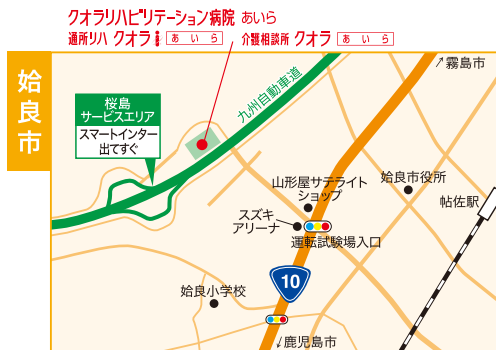 クオラリハビリテーション病院 あいら
通所リハ クオラ あいら 介護相談所 クオラ あいら
姶良市
霧島市
九州自動車道
桜島
サービスエリア
スマートインター
出てすぐ
山形屋サテライト
ショップ
姶良市役所
帖佐駅
スズキ
アリーナ
運転試験場入口
10
姶良小学校
鹿児島市